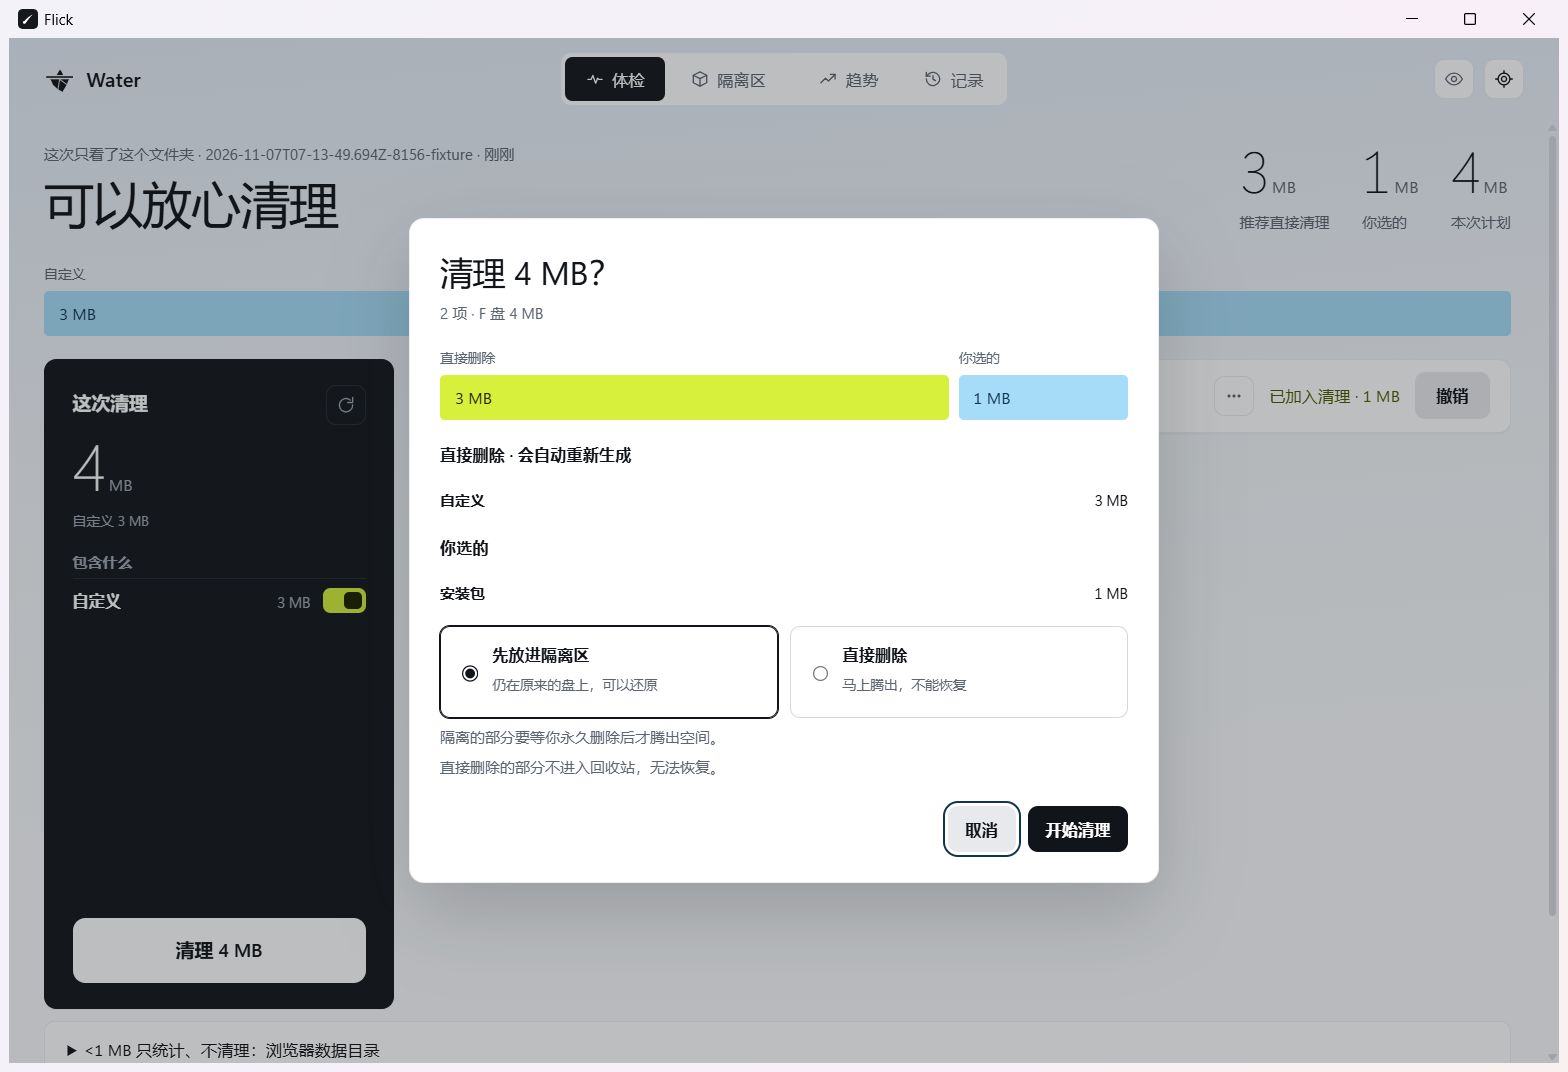 Flick
Water
体检
隔离区
趋势
记录
这次只看了这个文件夹 · 2026-11-07T07-13-49.694Z-8156-fixture · 刚刚
可以放心清理
3 MB
推荐直接清理
1 MB
你选的
4 MB
本次计划
自定义
3 MB
这次清理
4 MB
自定义 3 MB
包含什么
自定义 3 MB
清理 4 MB
已加入清理 · 1 MB
撤销
清理 4 MB？
2 项 · F 盘 4 MB
直接删除
你选的
3 MB
1 MB
直接删除 · 会自动重新生成
自定义 3 MB
你选的
安装包 1 MB
先放进隔离区
仍在原来的盘上，可以还原
直接删除
马上腾出，不能恢复
隔离的部分要等你永久删除后才腾出空间。
直接删除的部分不进入回收站，无法恢复。
取消
开始清理
<1 MB 只统计、不清理：浏览器数据目录